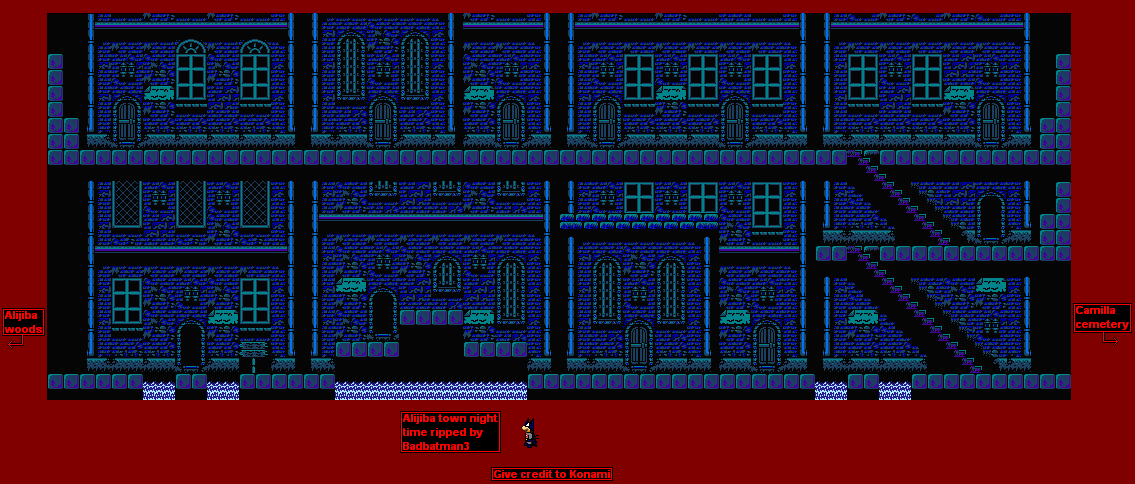 Alijiba
woods
Camilla
cemetery
Alijiba town night
time ripped by
Badbatman3
Give credit to Konami